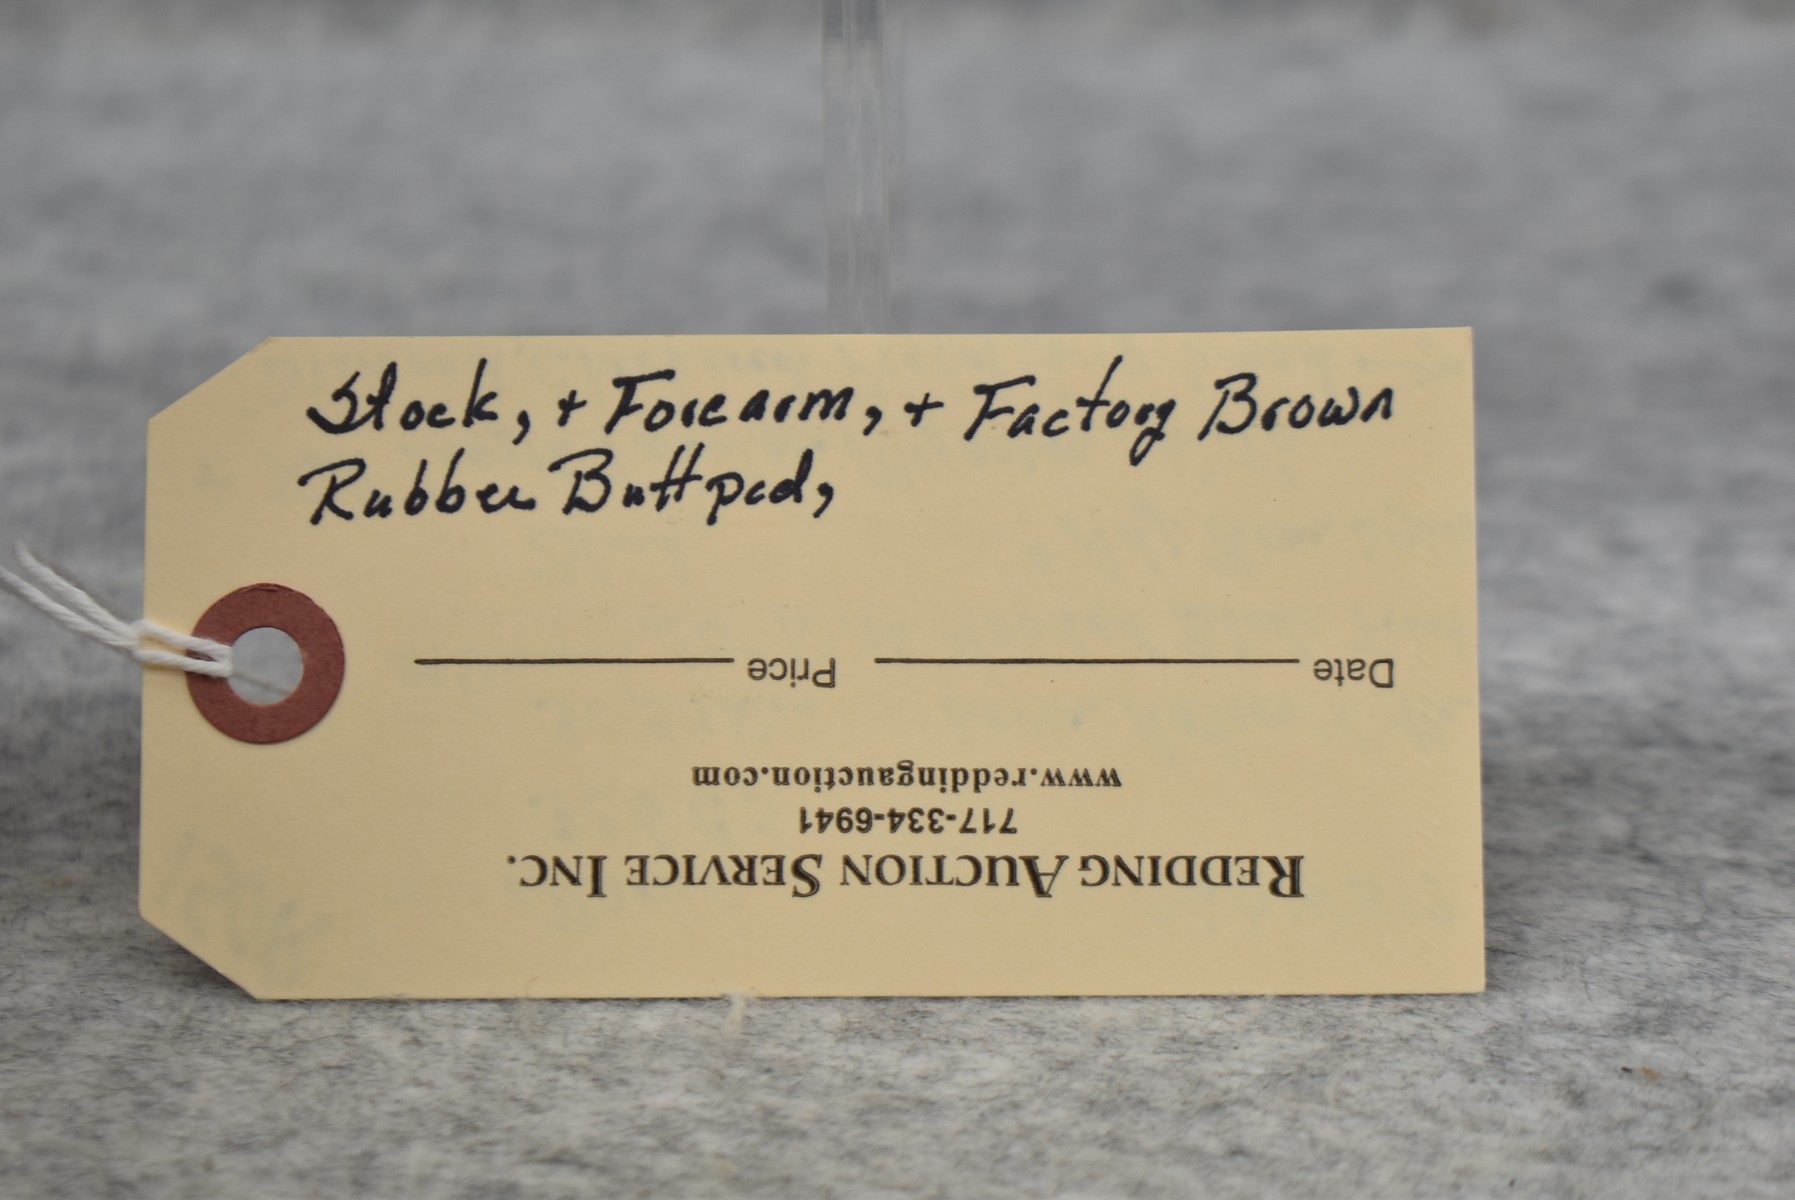 Stock, + Forearm, + Factory Brown
Rubber Buttpad,
Date Price
www.reddingauction.com
717-334-6941
REDDING AUCTION SERVICE INC.